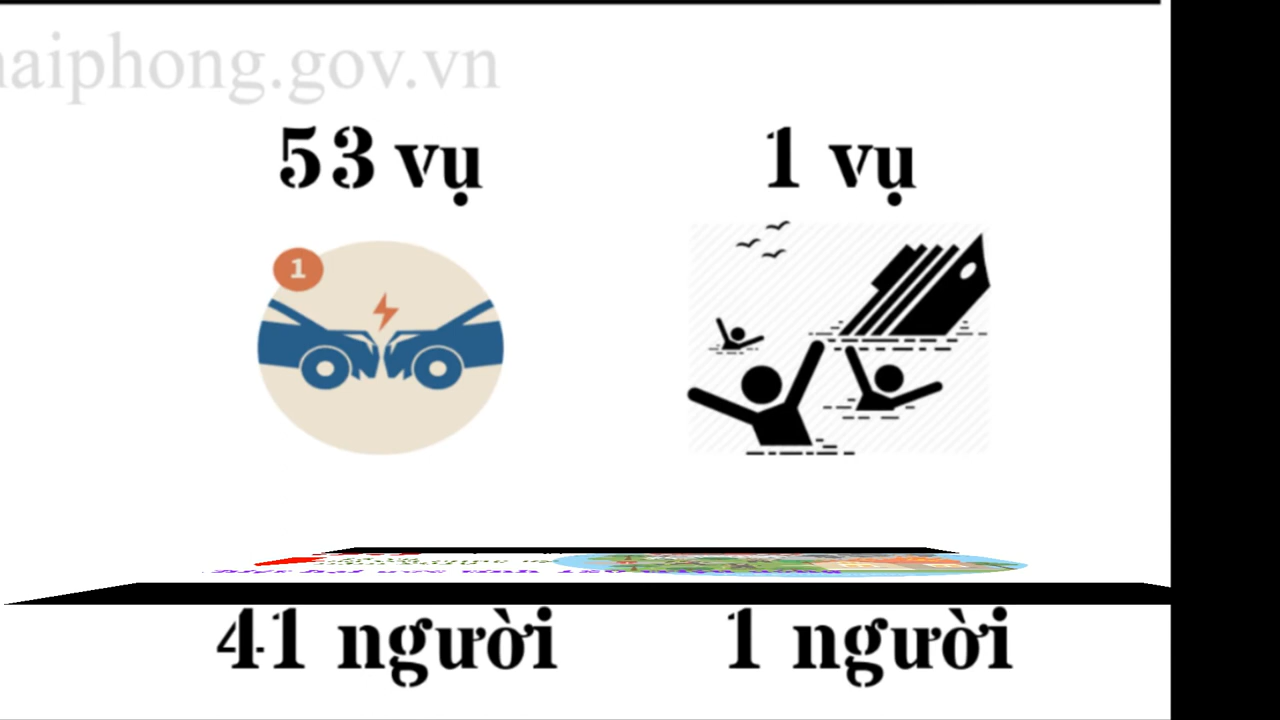 haiphong.gov.vn
53 vụ
1 vụ
1
41 người
1 người